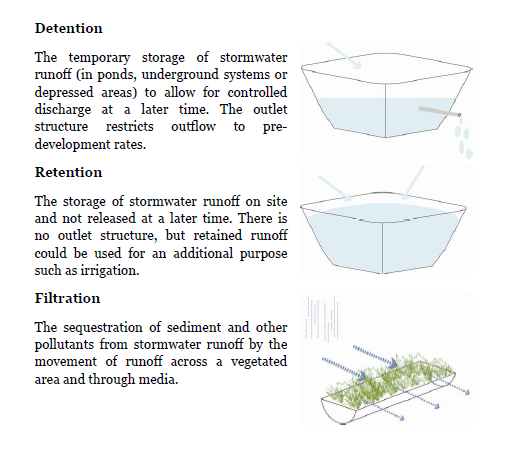 Detention
The temporary storage of stormwater
runoff (in ponds, underground systems or
depressed areas) to allow for controlled
discharge at a later time. The outlet
structure restricts outflow to pre-
development rates.
Retention
The storage of stormwater runoff on site
and not released at a later time. There is
no outlet structure, but retained runoff
could be used for an additional purpose
such as irrigation.
Filtration
The sequestration of sediment and other
pollutants from stormwater runoff by the
movement of runoff across a vegetated
area and through media.